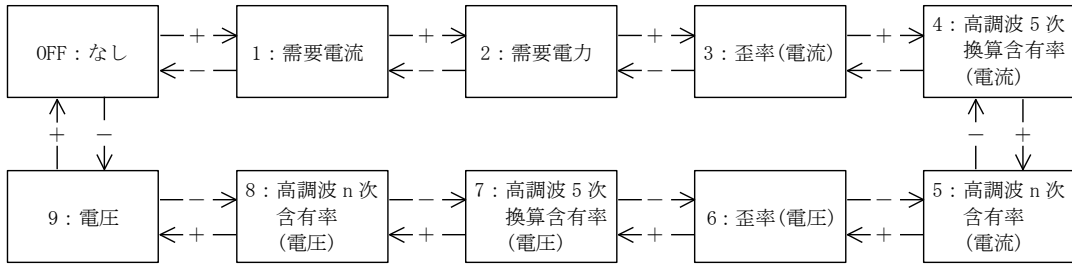 OFF：なし
＋
－
1：需要電流
＋
－
2：需要電力
＋
－
3：歪率(電流)
＋
－
4：高調波5次
換算含有率
(電流)
＋
－
－
＋
9：電圧
－
＋
8：高調波n次
含有率
(電圧)
－
＋
7：高調波5次
換算含有率
(電圧)
－
＋
6：歪率(電圧)
－
＋
5：高調波n次
含有率
(電流)